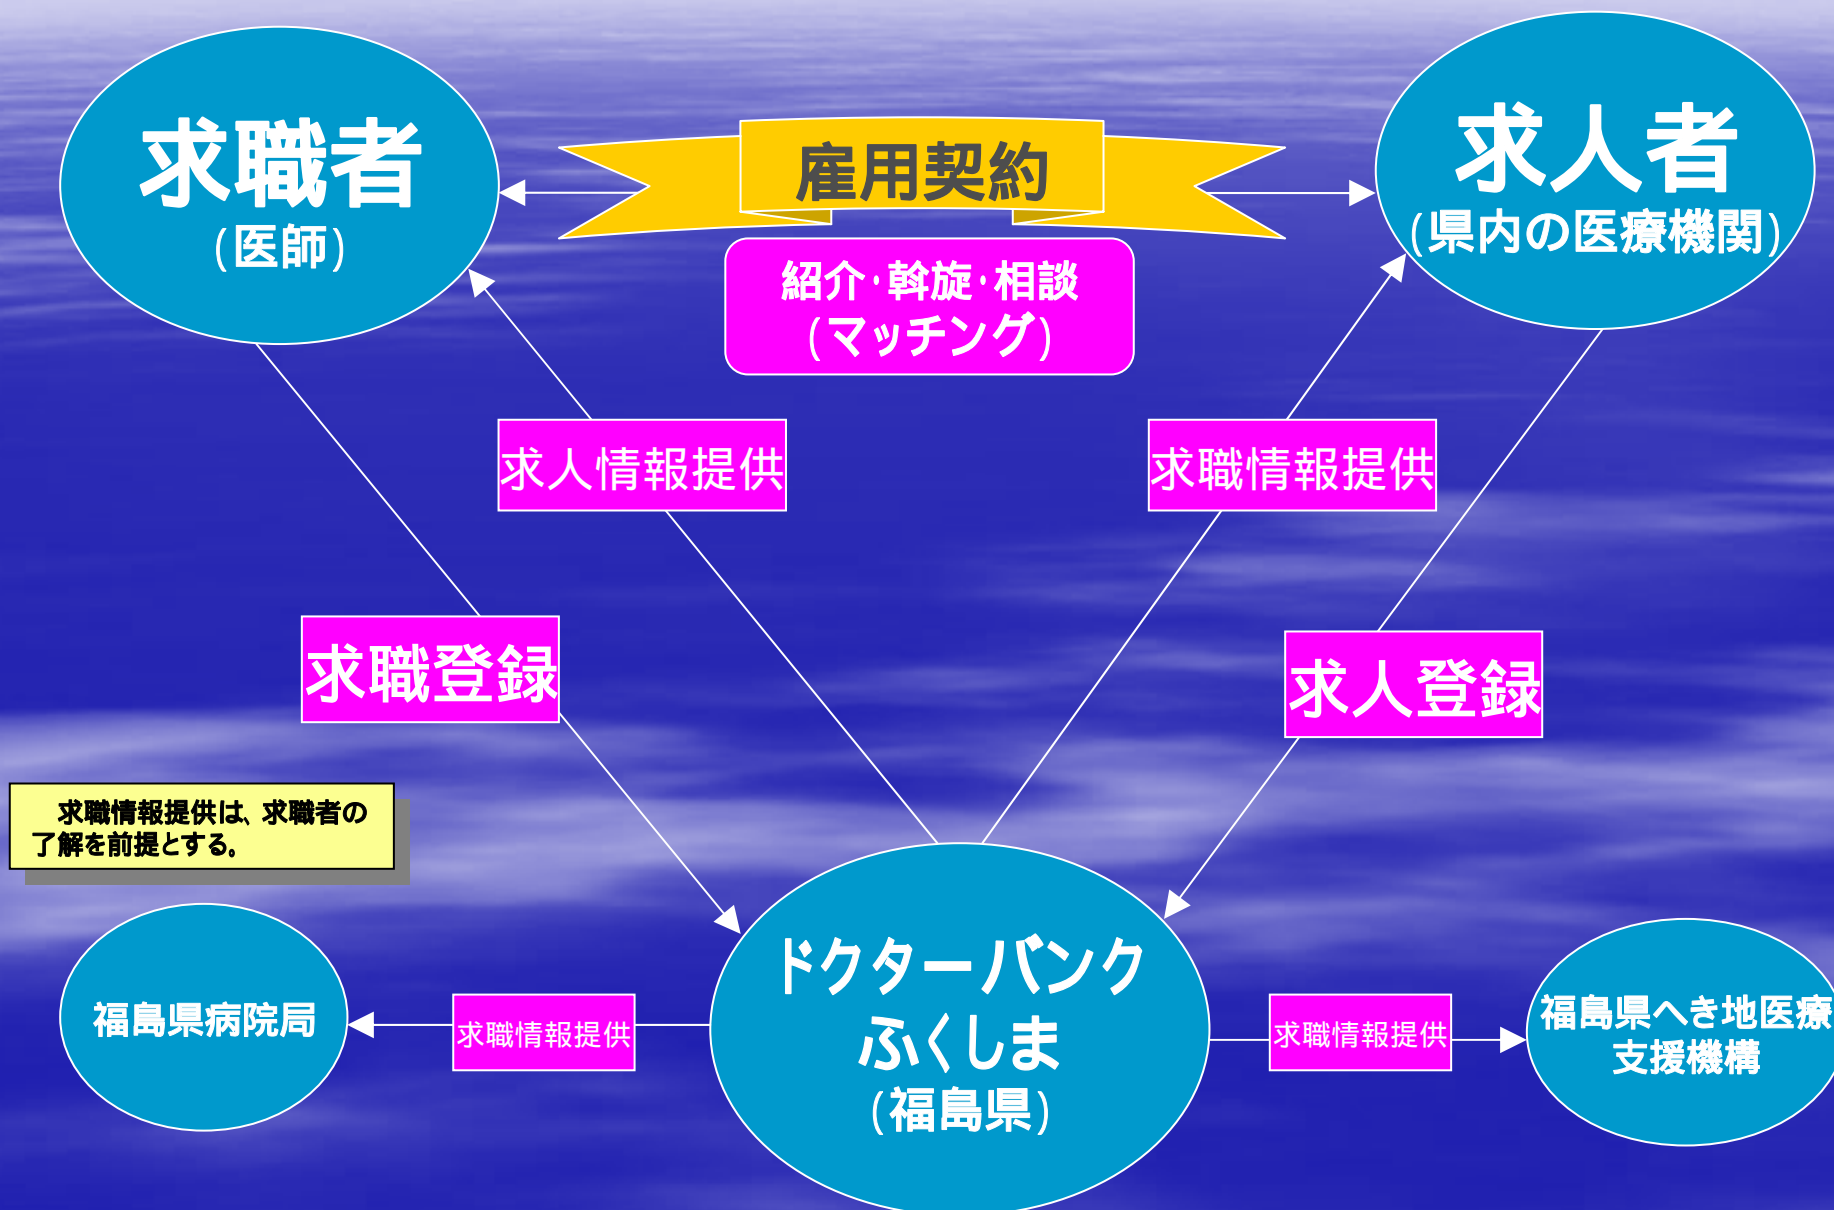 求職者
(医師)
雇用契約
求人者
(県内の医療機関)
紹介・斡旋・相談
(マッチング)
求人情報提供
求職情報提供
求職登録
求人登録
求職情報提供は、求職者の
了解を前提とする。
福島県病院局
求職情報提供
ドクターバンク
ふくしま
(福島県)
求職情報提供
福島県へき地医療
支援機構